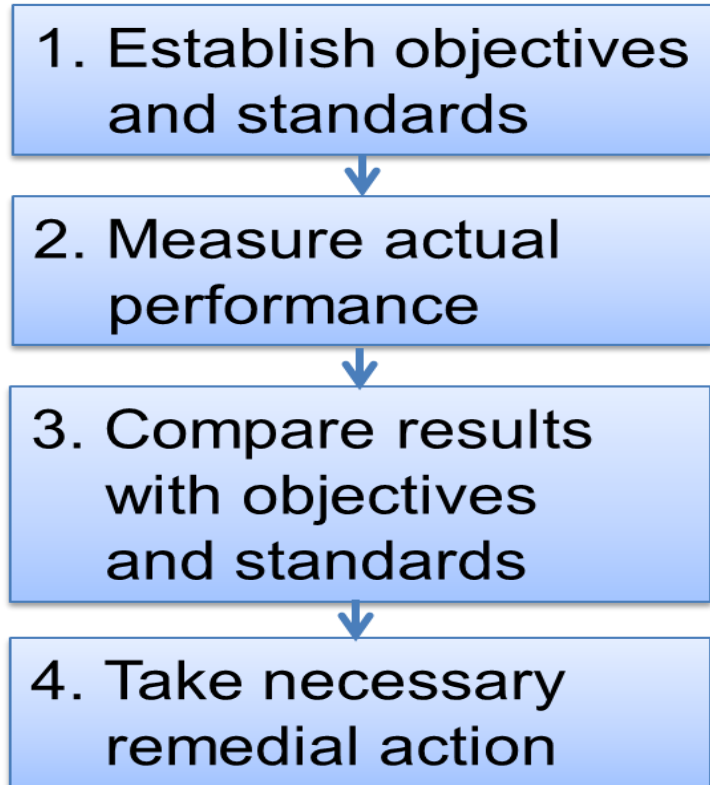 1. Establish objectives
and standards
2. Measure actual
performance
3. Compare results
with objectives
and standards
4. Take necessary
remedial action